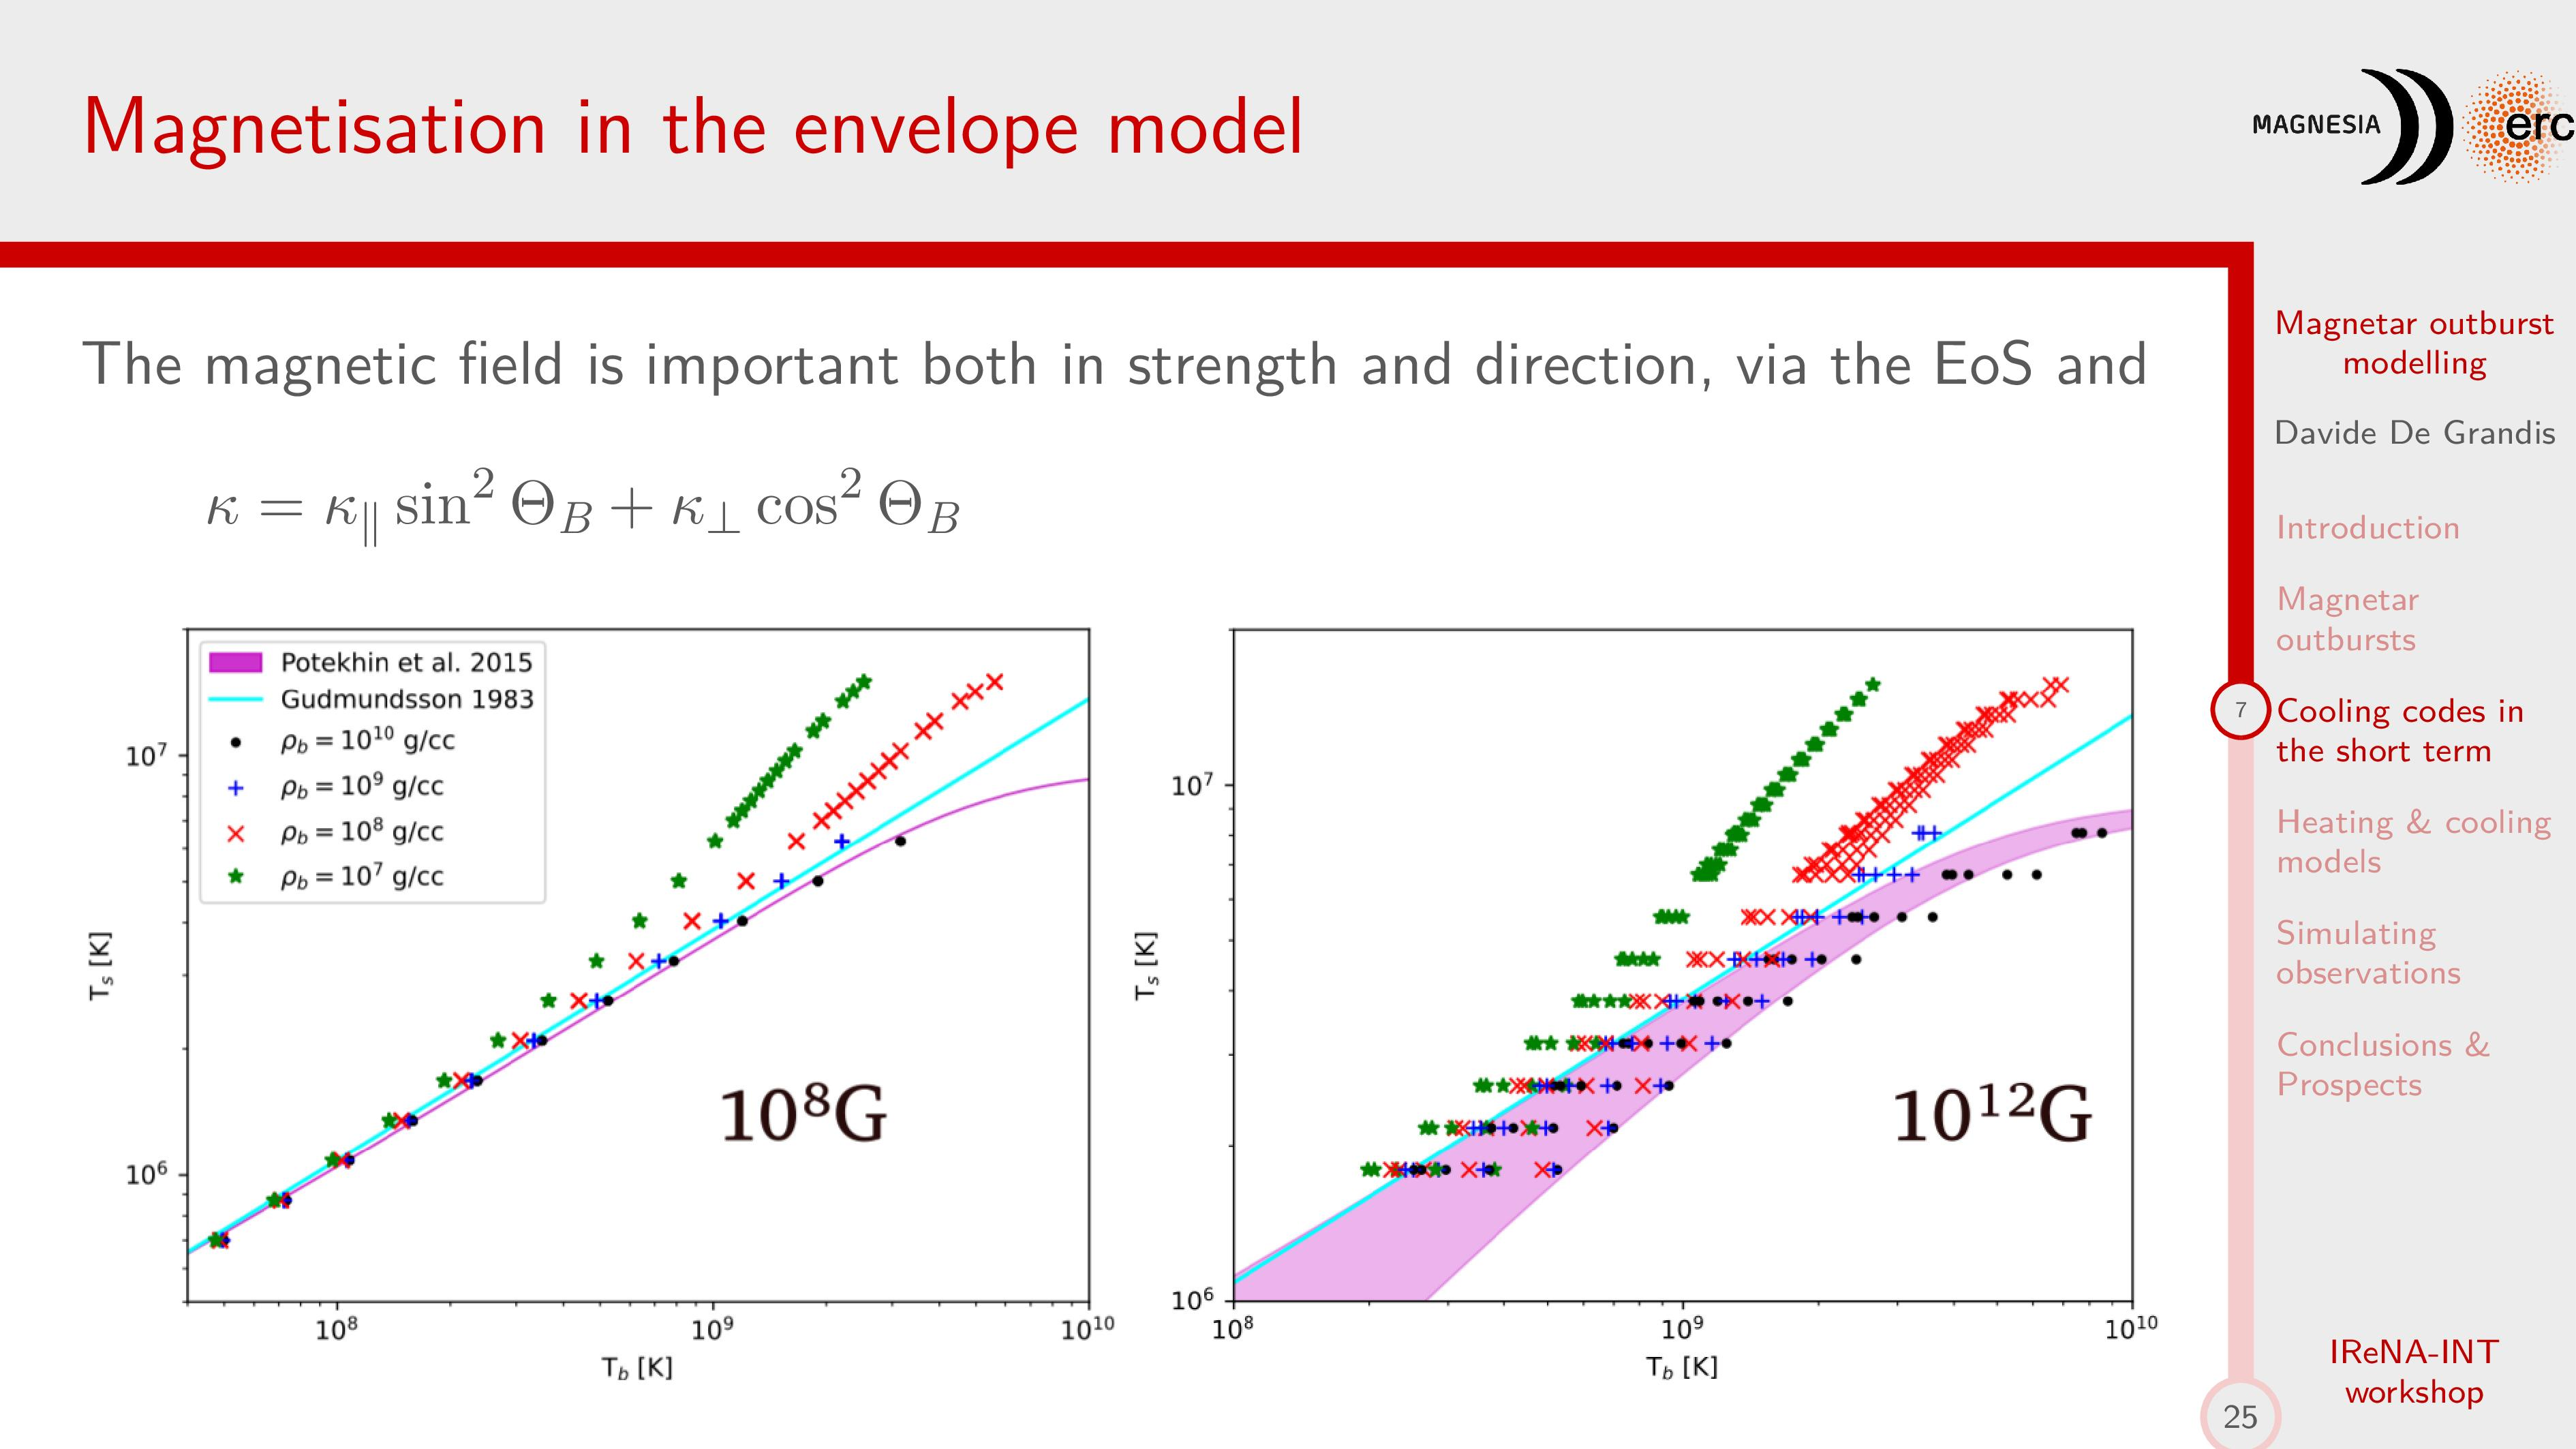 Magnetisation in the envelope model
MAGNESIA
erc
The magnetic field is important both in strength and direction, via the EoS and
κ = κ∥ sin² Θ_B + κ⊥ cos² Θ_B
Potekhin et al. 2015
Gudmundsson 1983
ρ_b = 10¹⁰ g/cc
ρ_b = 10⁹ g/cc
ρ_b = 10⁸ g/cc
ρ_b = 10⁷ g/cc
10⁷
10⁶
T_s [K]
10⁸G
10⁸
10⁹
10¹⁰
T_b [K]
10⁷
10⁶
T_s [K]
10¹²G
10⁸
10⁹
10¹⁰
T_b [K]
Magnetar outburst
modelling
Davide De Grandis
Introduction
Magnetar
outbursts
7
Cooling codes in
the short term
Heating & cooling
models
Simulating
observations
Conclusions &
Prospects
IReNA-INT
workshop
25